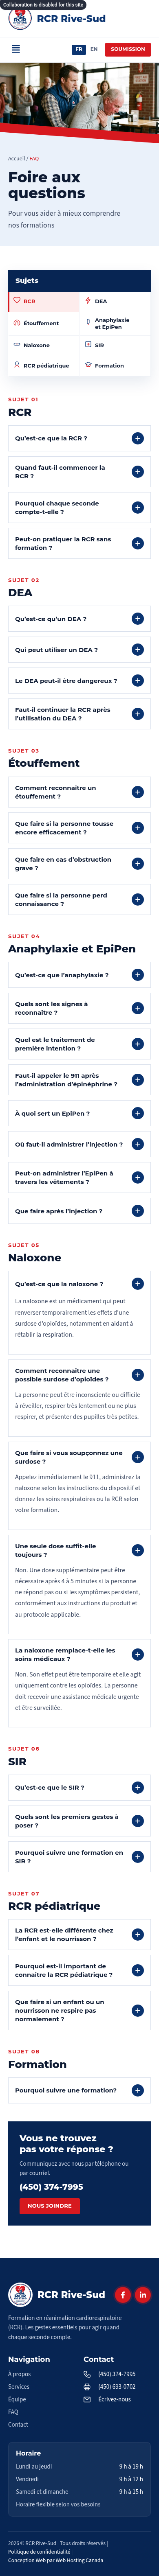 Collaboration is disabled for this site
RCR Rive-Sud
FR
EN
SOUMISSION
Accueil / FAQ
Foire aux
questions
Pour vous aider à mieux comprendre
nos formations
Sujets
RCR
DEA
Étouffement
Anaphylaxie
et EpiPen
Naloxone
SIR
RCR pédiatrique
Formation
SUJET 01
RCR
Qu'est-ce que la RCR ?
Quand faut-il commencer la
RCR ?
Pourquoi chaque seconde
compte-t-elle ?
Peut-on pratiquer la RCR sans
formation ?
SUJET 02
DEA
Qu'est-ce qu'un DEA ?
Qui peut utiliser un DEA ?
Le DEA peut-il être dangereux ?
Faut-il continuer la RCR après
l'utilisation du DEA ?
SUJET 03
Étouffement
Comment reconnaître un
étouffement ?
Que faire si la personne tousse
encore efficacement ?
Que faire en cas d'obstruction
grave ?
Que faire si la personne perd
connaissance ?
SUJET 04
Anaphylaxie et EpiPen
Qu'est-ce que l'anaphylaxie ?
Quels sont les signes à
reconnaître ?
Quel est le traitement de
première intention ?
Faut-il appeler le 911 après
l'administration d'épinéphrine ?
À quoi sert un EpiPen ?
Où faut-il administrer l'injection ?
Peut-on administrer l'EpiPen à
travers les vêtements ?
Que faire après l'injection ?
SUJET 05
Naloxone
Qu'est-ce que la naloxone ?
La naloxone est un médicament qui peut
renverser temporairement les effets d'une
surdose d'opioïdes, notamment en aidant à
rétablir la respiration.
Comment reconnaître une
possible surdose d'opioïdes ?
La personne peut être inconsciente ou difficile
à réveiller, respirer très lentement ou ne plus
respirer, et présenter des pupilles très petites.
Que faire si vous soupçonnez une
surdose ?
Appelez immédiatement le 911, administrez la
naloxone selon les instructions du dispositif et
donnez les soins respiratoires ou la RCR selon
votre formation.
Une seule dose suffit-elle
toujours ?
Non. Une dose supplémentaire peut être
nécessaire après 4 à 5 minutes si la personne
ne répond pas ou si les symptômes persistent,
conformément aux instructions du produit et
au protocole applicable.
La naloxone remplace-t-elle les
soins médicaux ?
Non. Son effet peut être temporaire et elle agit
uniquement contre les opioïdes. La personne
doit recevoir une assistance médicale urgente
et être surveillée.
SUJET 06
SIR
Qu'est-ce que le SIR ?
Quels sont les premiers gestes à
poser ?
Pourquoi suivre une formation en
SIR ?
SUJET 07
RCR pédiatrique
La RCR est-elle différente chez
l'enfant et le nourrisson ?
Pourquoi est-il important de
connaître la RCR pédiatrique ?
Que faire si un enfant ou un
nourrisson ne respire pas
normalement ?
SUJET 08
Formation
Pourquoi suivre une formation?
Vous ne trouvez
pas votre réponse ?
Communiquez avec nous par téléphone ou
par courriel.
(450) 374-7995
NOUS JOINDRE
RCR Rive-Sud
Formation en réanimation cardiorespiratoire
(RCR). Les gestes essentiels pour agir quand
chaque seconde compte.
Navigation
À propos
Services
Équipe
FAQ
Contact
Contact
(450) 374-7995
(450) 693-0702
Écrivez-nous
Horaire
Lundi au jeudi 9 h à 19 h
Vendredi 9 h à 12 h
Samedi et dimanche 9 h à 15 h
Horaire flexible selon vos besoins
2026 © RCR Rive-Sud | Tous droits réservés |
Politique de confidentialité |
Conception Web par Web Hosting Canada